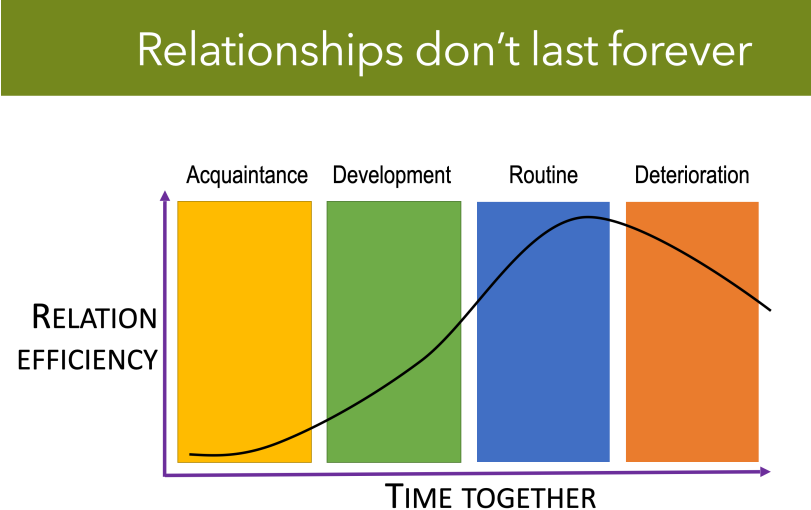 Relationships don’t last forever
Acquaintance Development Routine Deterioration
RELATION
EFFICIENCY
TIME TOGETHER